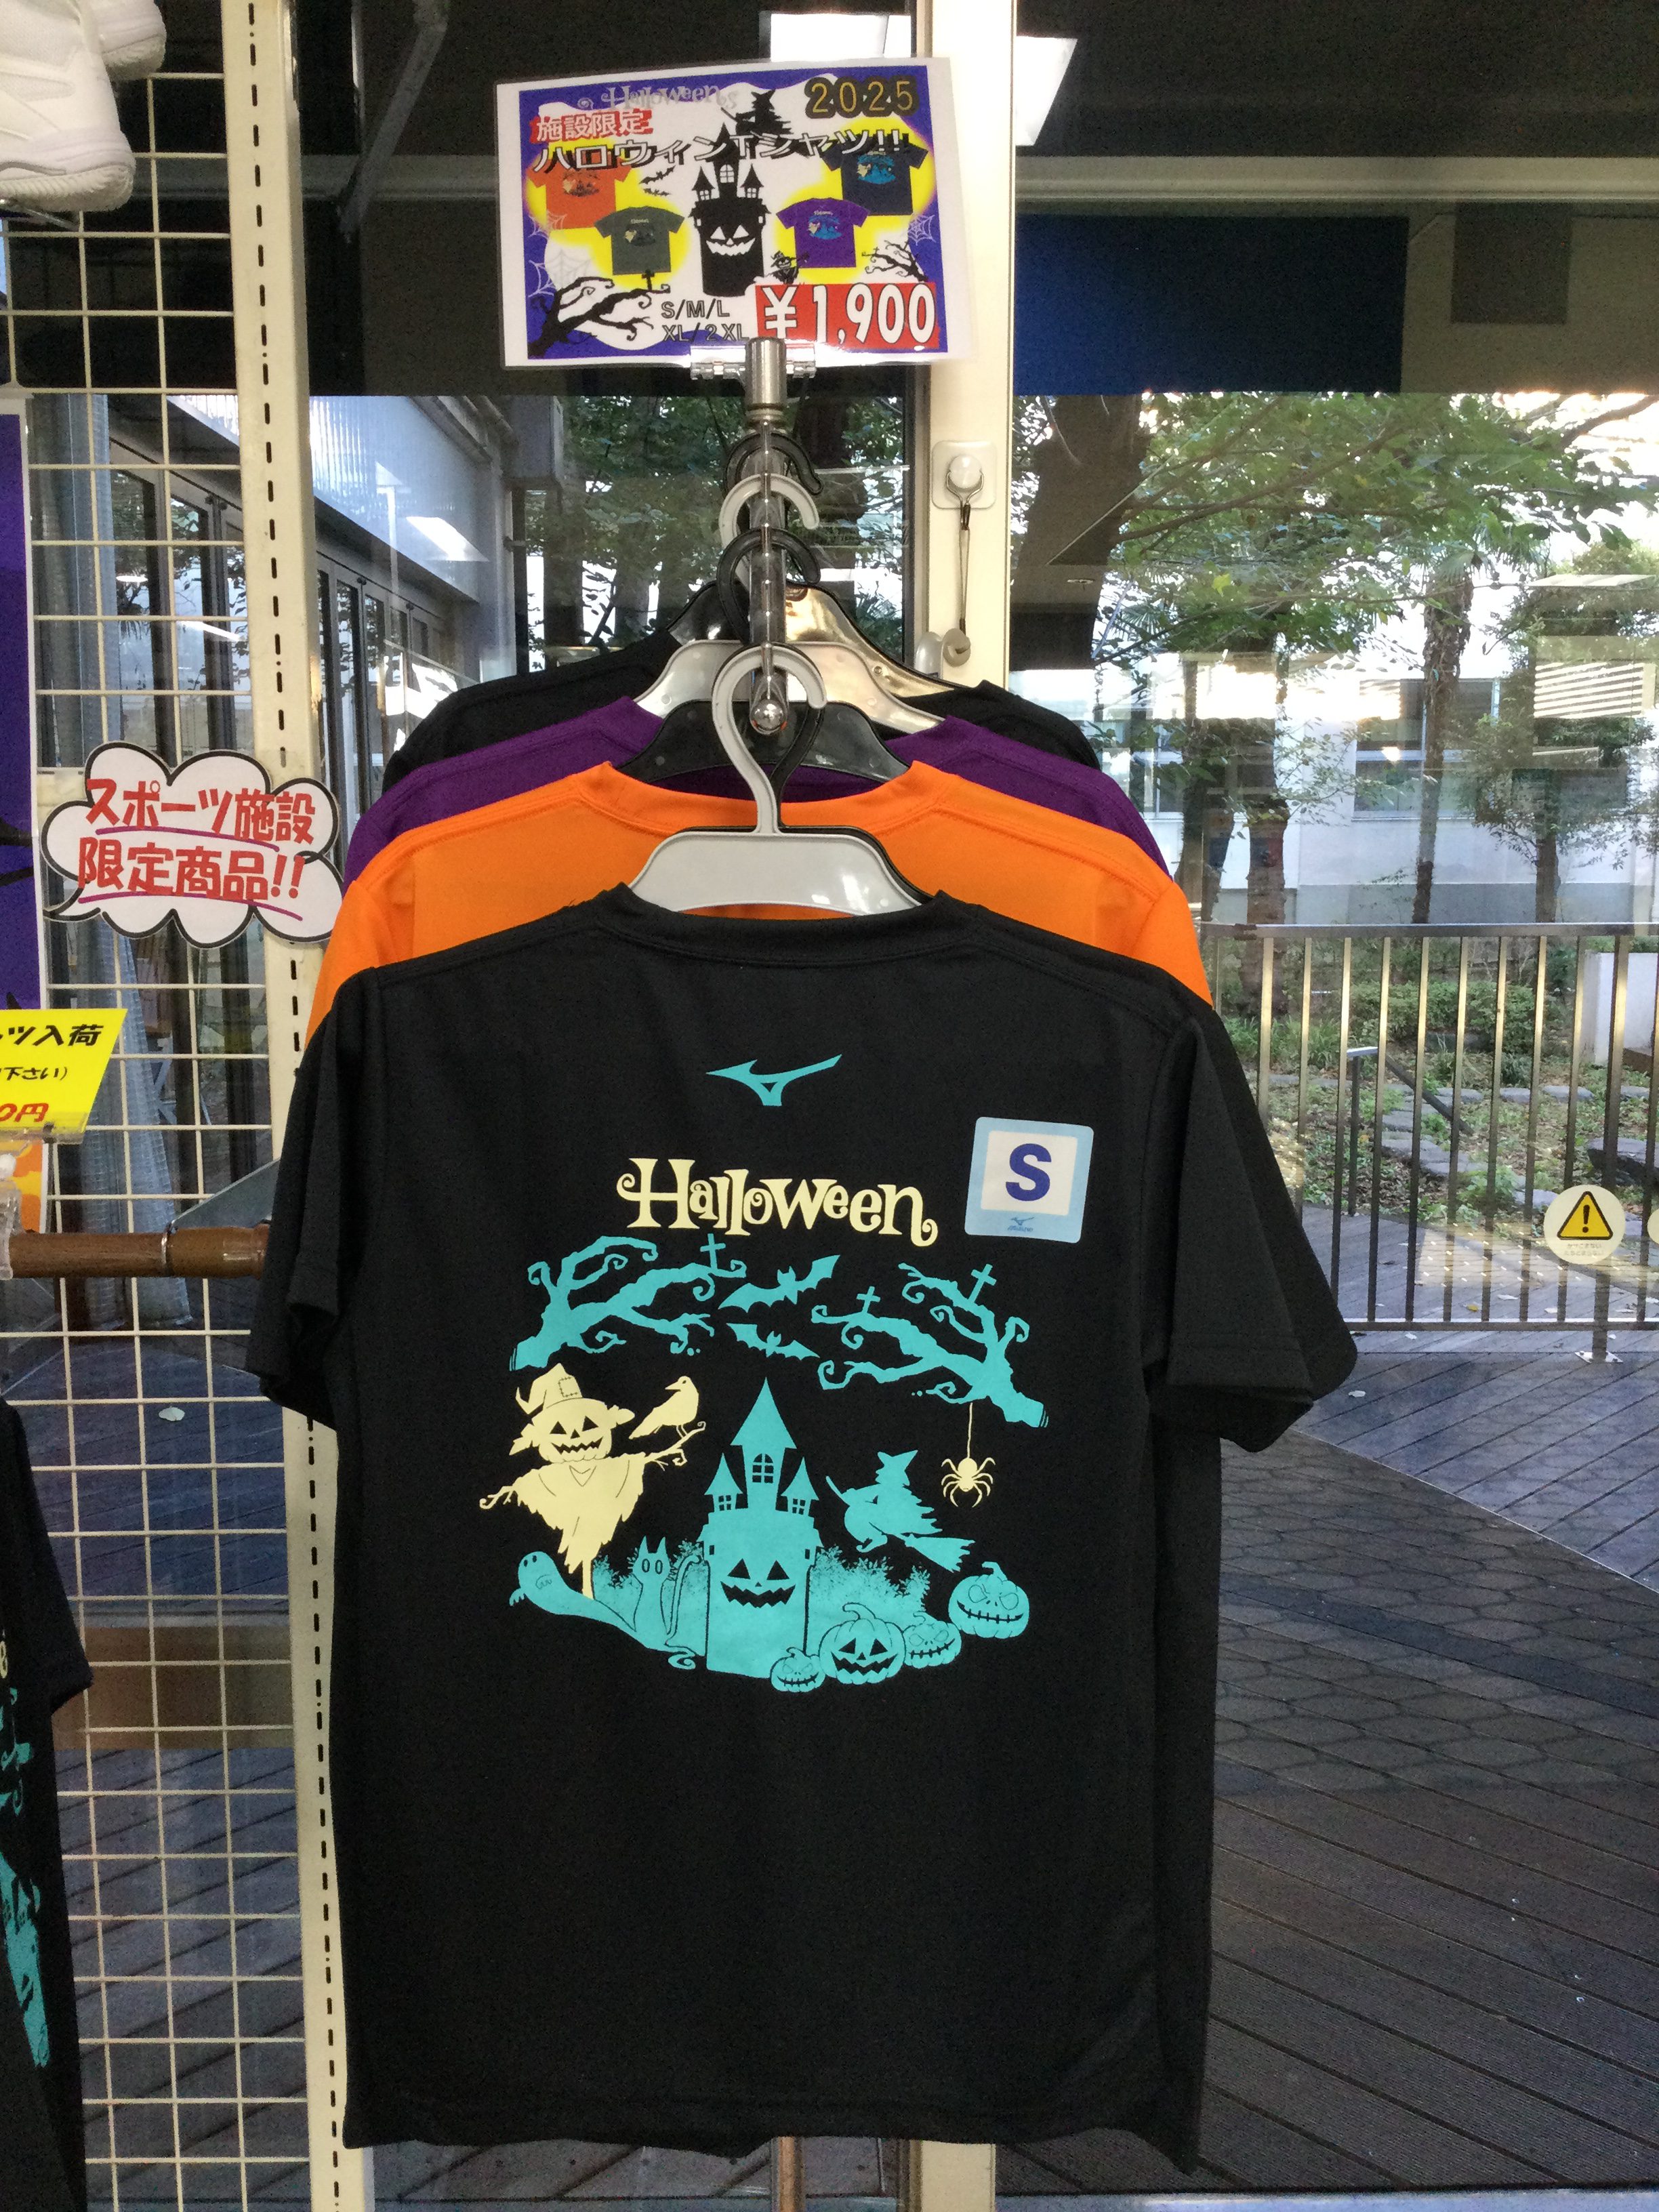 Halloween
2025
施設限定
ハロウィンTシャツ!!
S/M/L
XL/2XL
¥1,900
スポーツ施設
限定商品!!
ツ入荷
下さい)
0円
Halloween
S